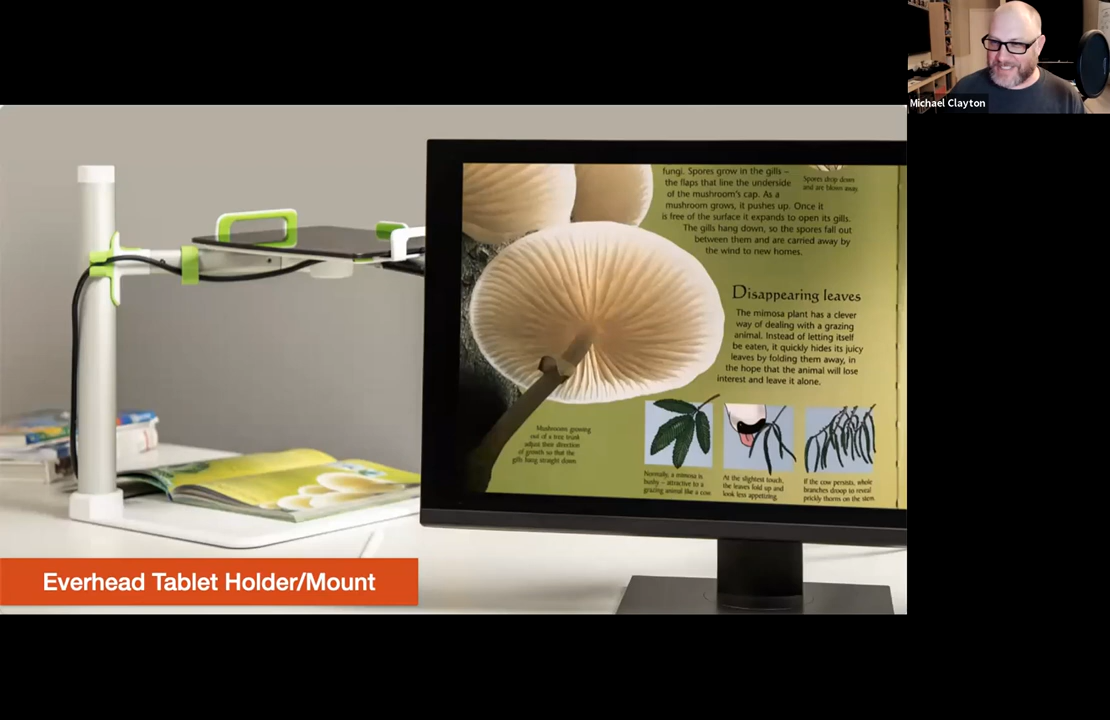 Michael Clayton
fungi. Spores grow in the gills –
the flaps that line the underside
of the mushroom's cap. As a
mushroom grows, it pushes up. Once it
is free of the surface it expands to open its gills.
The gills hang down, so the spores fall out
between them and are carried away by
the wind to new homes.
Spores drop down
and are blown away.
Disappearing leaves
The mimosa plant has a clever
way of dealing with a grazing
animal. Instead of letting itself
be eaten, it quickly hides its juicy
leaves by folding them away, in
the hope that the animal will lose
interest and leave it alone.
Mushrooms growing
out of a tree trunk
adjust their direction
of growth so that the
gills hang straight down.
Normally, a mimosa is
bushy – attractive to a
grazing animal like a cow.
At the slightest touch,
the leaves fold up and
look less appetizing.
If the cow persists, whole
branches droop to reveal
prickly thorns on the stem.
Everhead Tablet Holder/Mount